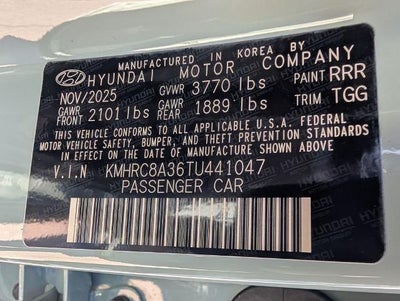 MANUFACTURED IN KOREA BY
HYUNDAI MOTOR COMPANY
NOV/2025 GVWR 3770 lbs PAINT RRR
GAWR FRONT 2101 lbs GAWR REAR 1889 lbs TRIM TGG
THIS VEHICLE CONFORMS TO ALL APPLICABLE U.S.A FEDERAL
MOTOR VEHICLE SAFETY, BUMPER, AND THEFT PREVENTION STANDARDS
IN EFFECT ON THE DATE OF MANUFACTURE SHOWN ABOVE.
V.I.N KMHRC8A36TU441047
PASSENGER CAR